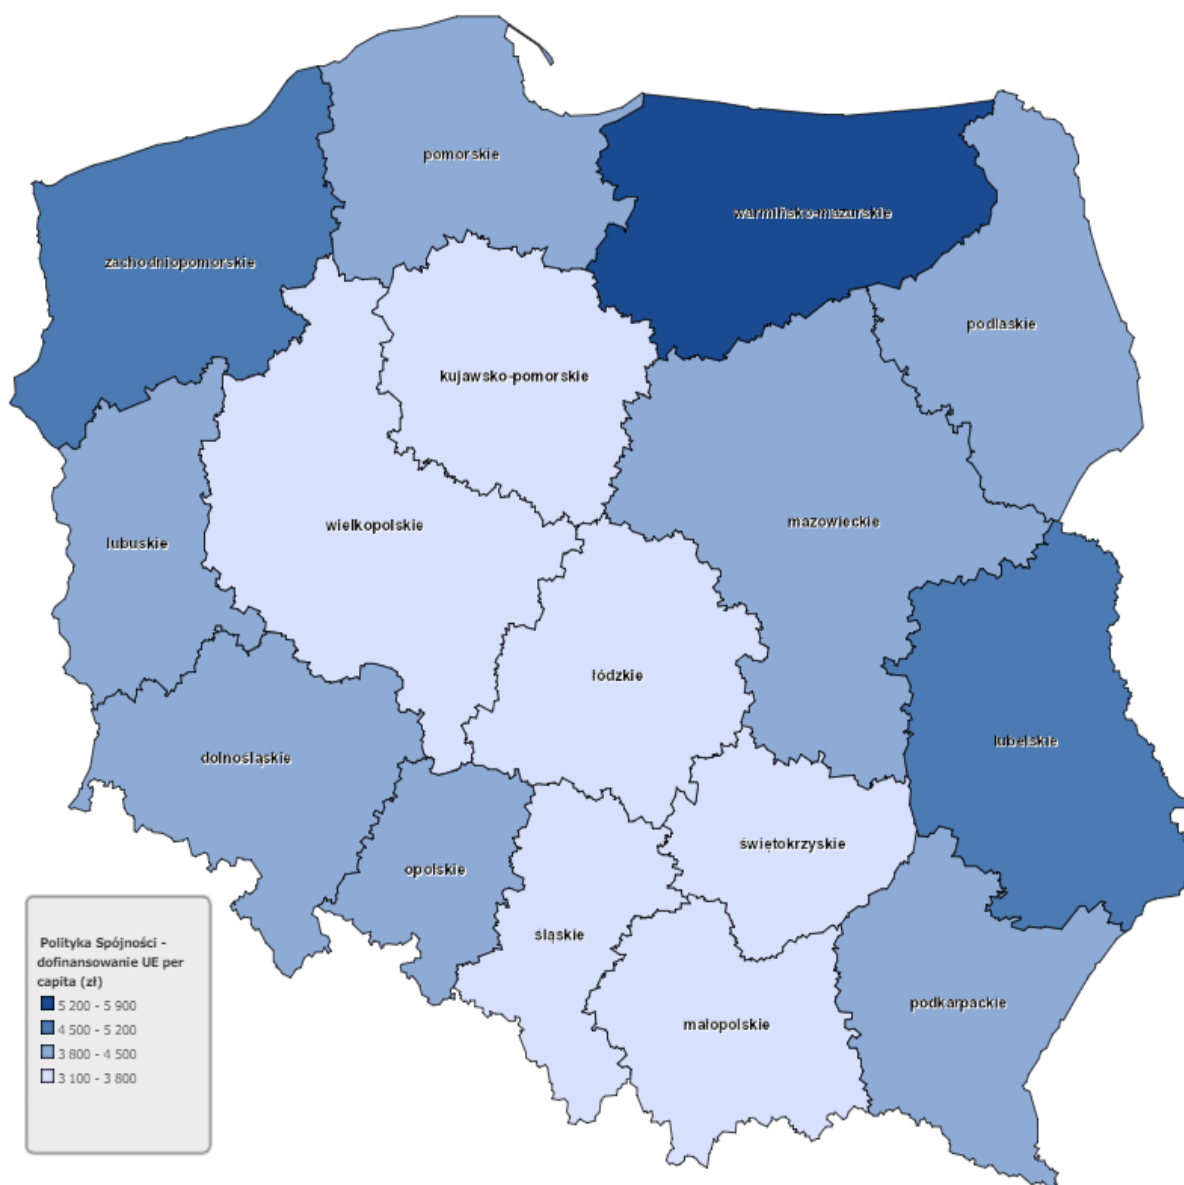 pomorskie
warmińsko-mazurskie
zachodniopomorskie
podlaskie
kujawsko-pomorskie
wielkopolskie
mazowieckie
lubuskie
łódzkie
lubelskie
dolnośląskie
świętokrzyskie
opolskie
śląskie
podkarpackie
małopolskie
Polityka Spójności -
dofinansowanie UE per
capita (zł)
5 200 - 5 900
4 500 - 5 200
3 800 - 4 500
3 100 - 3 800